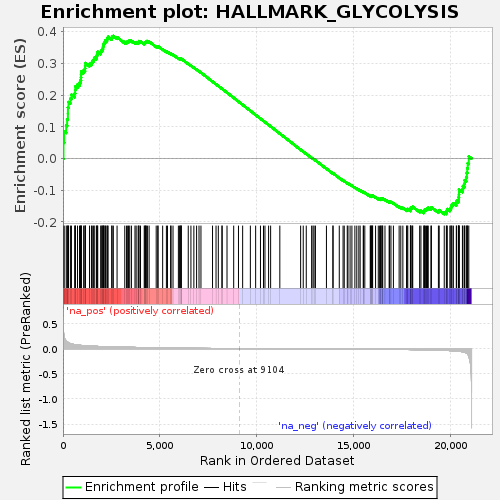 Enrichment plot: HALLMARK_GLYCOLYSIS
Enrichment score (ES)
0.4
0.3
0.2
0.1
0.0
-0.1
-0.2
Ranked list metric (PreRanked)
0.5
0.0
-0.5
-1.0
-1.5
'na_pos' (positively correlated)
Zero cross at 9104
'na_neg' (negatively correlated)
0
5,000
10,000
15,000
20,000
Rank in Ordered Dataset
Enrichment profile
Hits
Ranking metric scores